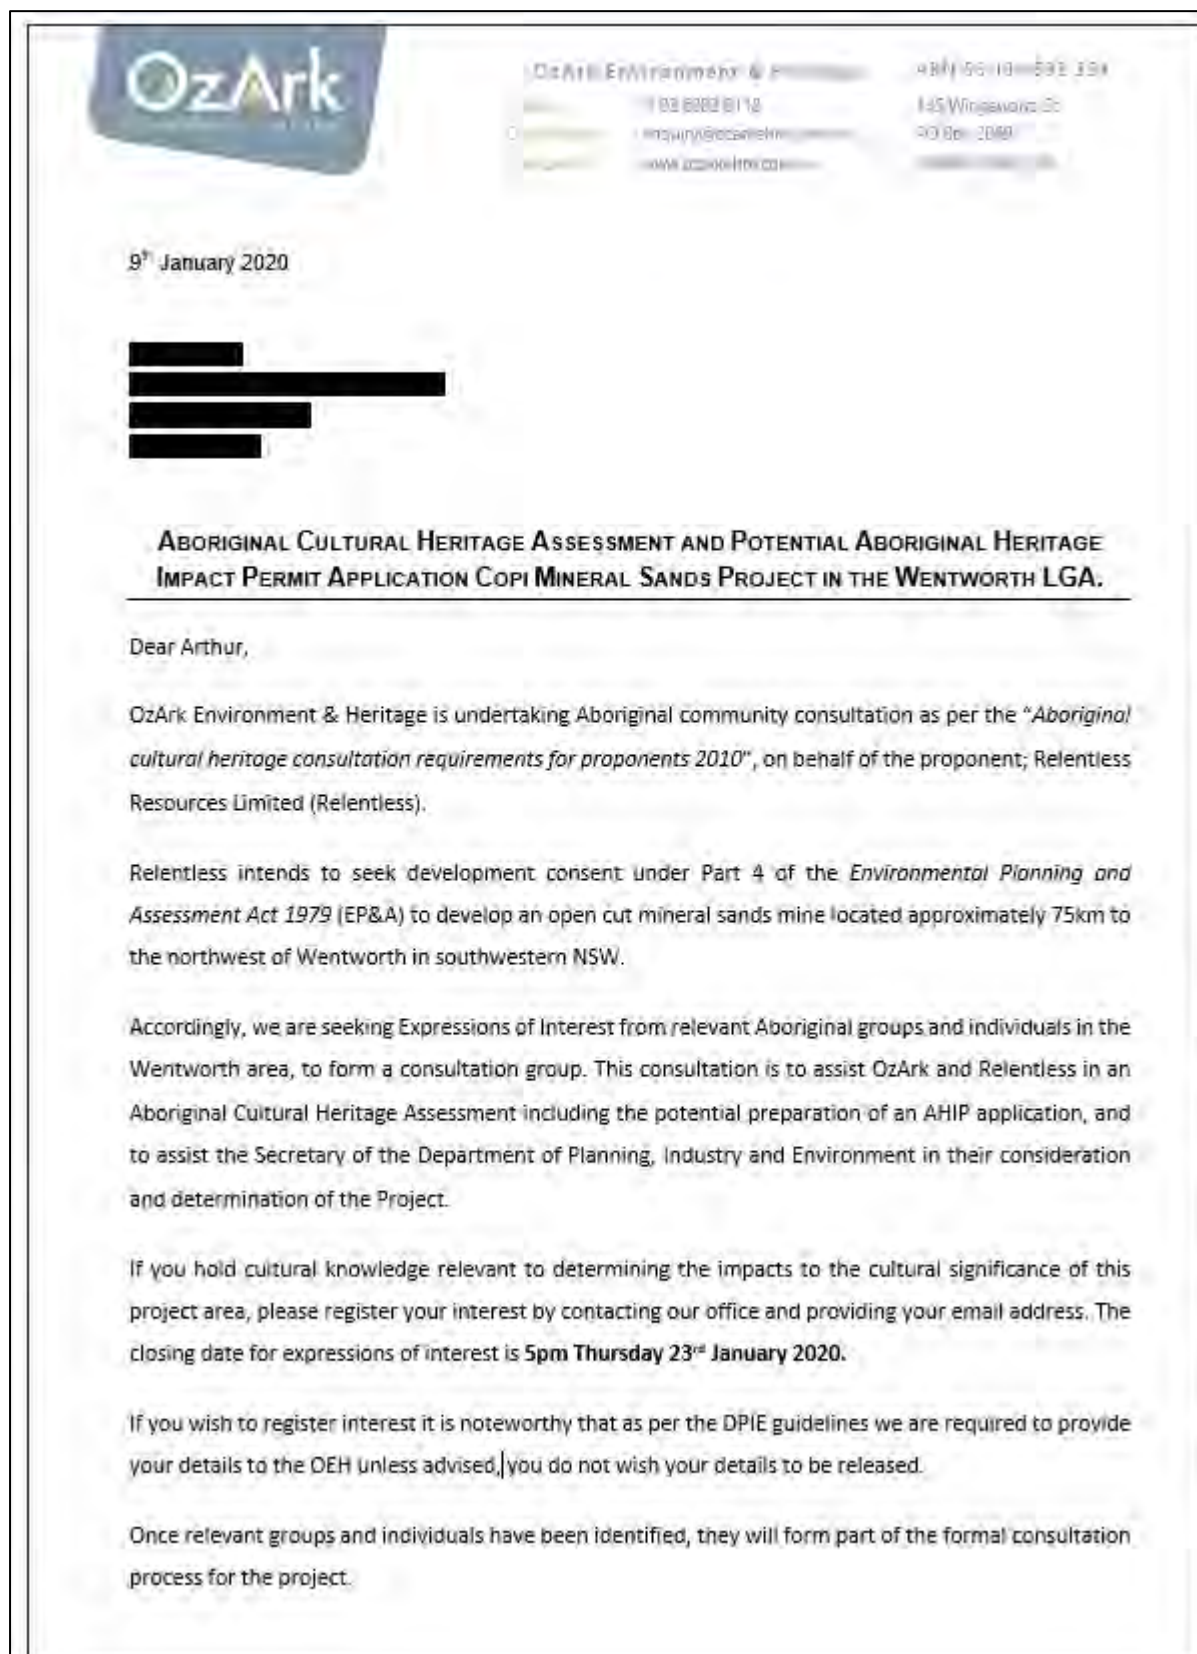 OzArk
OzArk Environment & 
145 Wingewarra St
9th January 2020
ABORIGINAL CULTURAL HERITAGE ASSESSMENT AND POTENTIAL ABORIGINAL HERITAGE
IMPACT PERMIT APPLICATION COPI MINERAL SANDS PROJECT IN THE WENTWORTH LGA.
Dear Arthur,
OzArk Environment & Heritage is undertaking Aboriginal community consultation as per the "Aboriginal
cultural heritage consultation requirements for proponents 2010", on behalf of the proponent; Relentless
Resources Limited (Relentless).
Relentless intends to seek development consent under Part 4 of the Environmental Planning and
Assessment Act 1979 (EP&A) to develop an open cut mineral sands mine located approximately 75km to
the northwest of Wentworth in southwestern NSW.
Accordingly, we are seeking Expressions of Interest from relevant Aboriginal groups and individuals in the
Wentworth area, to form a consultation group. This consultation is to assist OzArk and Relentless in an
Aboriginal Cultural Heritage Assessment including the potential preparation of an AHIP application, and
to assist the Secretary of the Department of Planning, Industry and Environment in their consideration
and determination of the Project.
If you hold cultural knowledge relevant to determining the impacts to the cultural significance of this
project area, please register your interest by contacting our office and providing your email address. The
closing date for expressions of interest is 5pm Thursday 23rd January 2020.
If you wish to register interest it is noteworthy that as per the DPIE guidelines we are required to provide
your details to the OEH unless advised, you do not wish your details to be released.
Once relevant groups and individuals have been identified, they will form part of the formal consultation
process for the project.